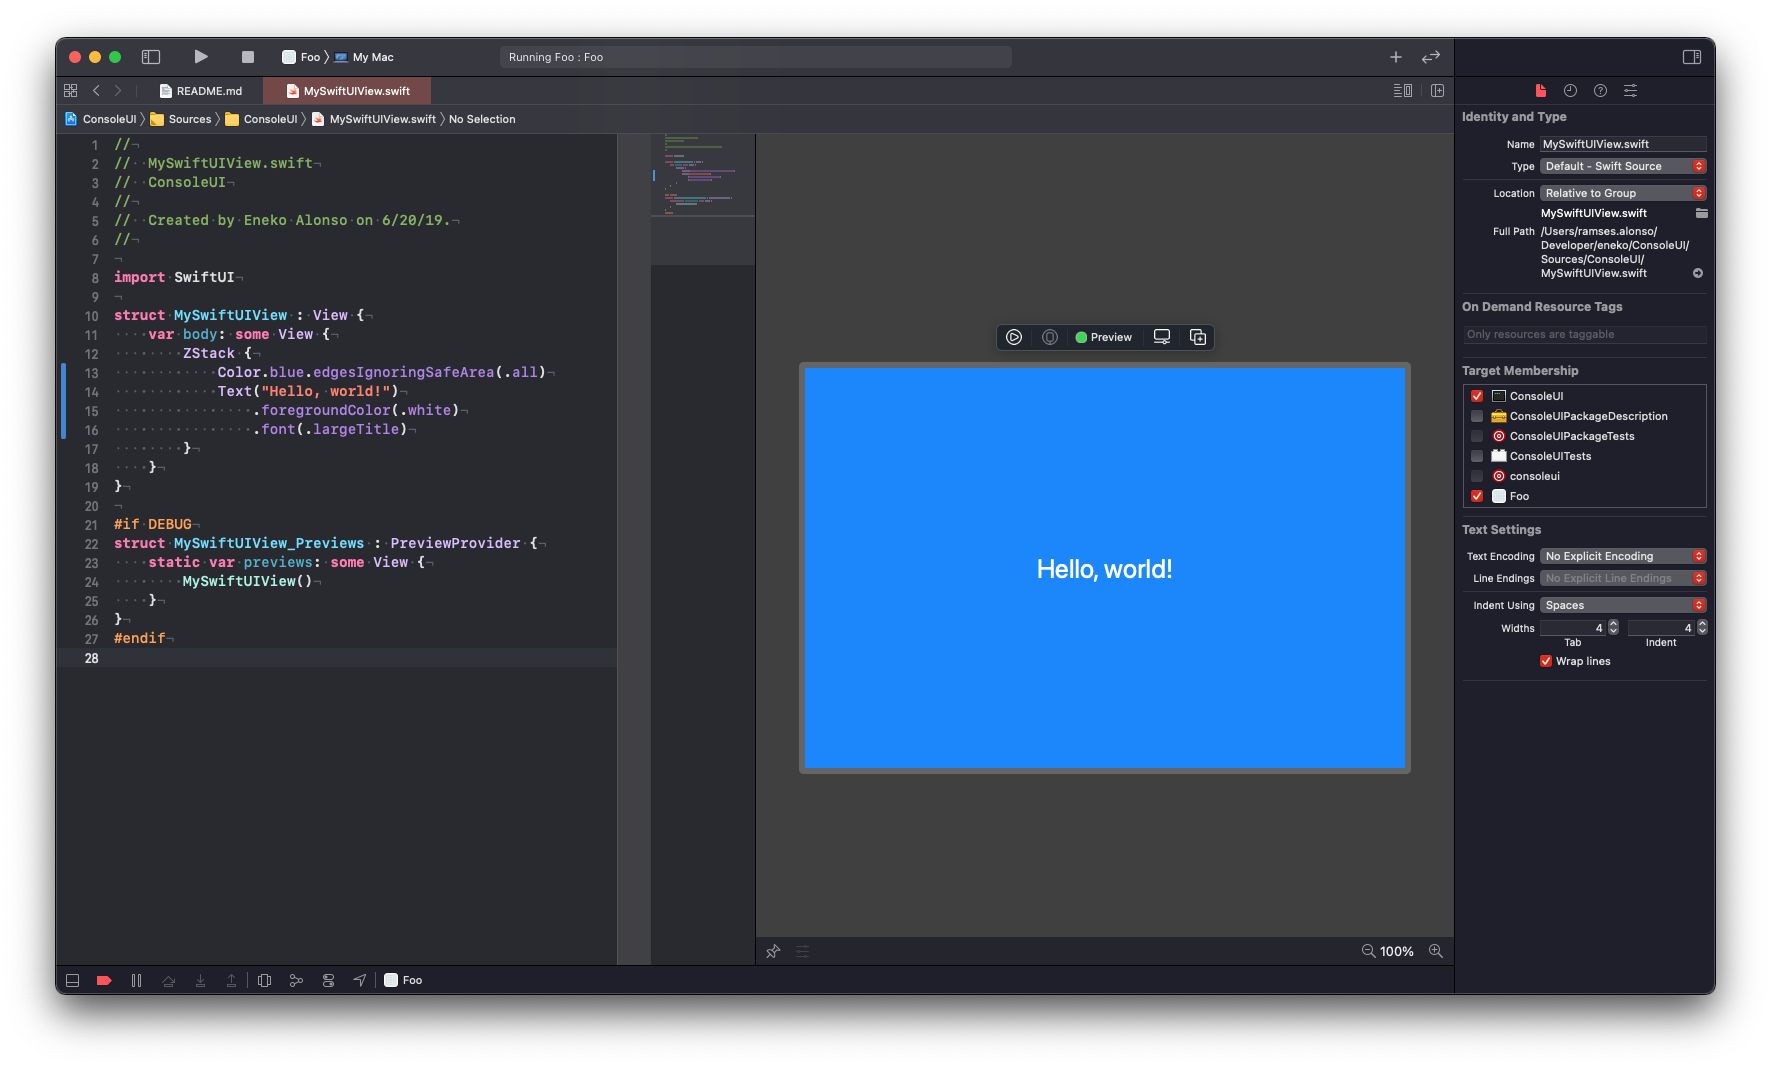 Foo
My Mac
Running Foo : Foo
README.md
MySwiftUIView.swift
ConsoleUI
Sources
ConsoleUI
MySwiftUIView.swift
No Selection
1 //
2 //  MySwiftUIView.swift
3 //  ConsoleUI
4 //
5 //  Created by Eneko Alonso on 6/20/19.
6 //
7
8 import SwiftUI
9
10 struct MySwiftUIView : View {
11     var body: some View {
12         ZStack {
13             Color.blue.edgesIgnoringSafeArea(.all)
14             Text("Hello, world!")
15                 .foregroundColor(.white)
16                 .font(.largeTitle)
17         }
18     }
19 }
20
21 #if DEBUG
22 struct MySwiftUIView_Previews : PreviewProvider {
23     static var previews: some View {
24         MySwiftUIView()
25     }
26 }
27 #endif
28
Preview
Hello, world!
100%
Foo
Identity and Type
Name MySwiftUIView.swift
Type Default - Swift Source
Location Relative to Group
MySwiftUIView.swift
Full Path /Users/ramses.alonso/
Developer/eneko/ConsoleUI/
Sources/ConsoleUI/
MySwiftUIView.swift
On Demand Resource Tags
Only resources are taggable
Target Membership
ConsoleUI
ConsoleUIPackageDescription
ConsoleUIPackageTests
ConsoleUITests
consoleui
Foo
Text Settings
Text Encoding No Explicit Encoding
Line Endings No Explicit Line Endings
Indent Using Spaces
Widths 4 4
Tab Indent
Wrap lines